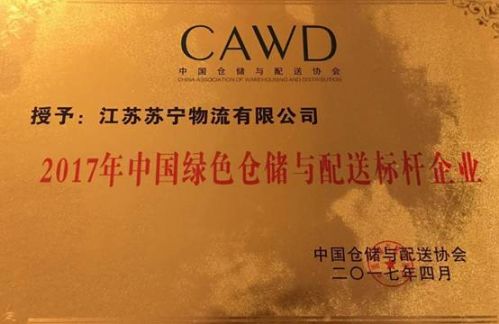 CAWD
中国仓储与配送协会
CHINA ASSOCIATION OF WAREHOUSING AND DISTRIBUTION
授予：江苏苏宁物流有限公司
2017年中国绿色仓储与配送标杆企业
中国仓储与配送协会
二〇一七年四月